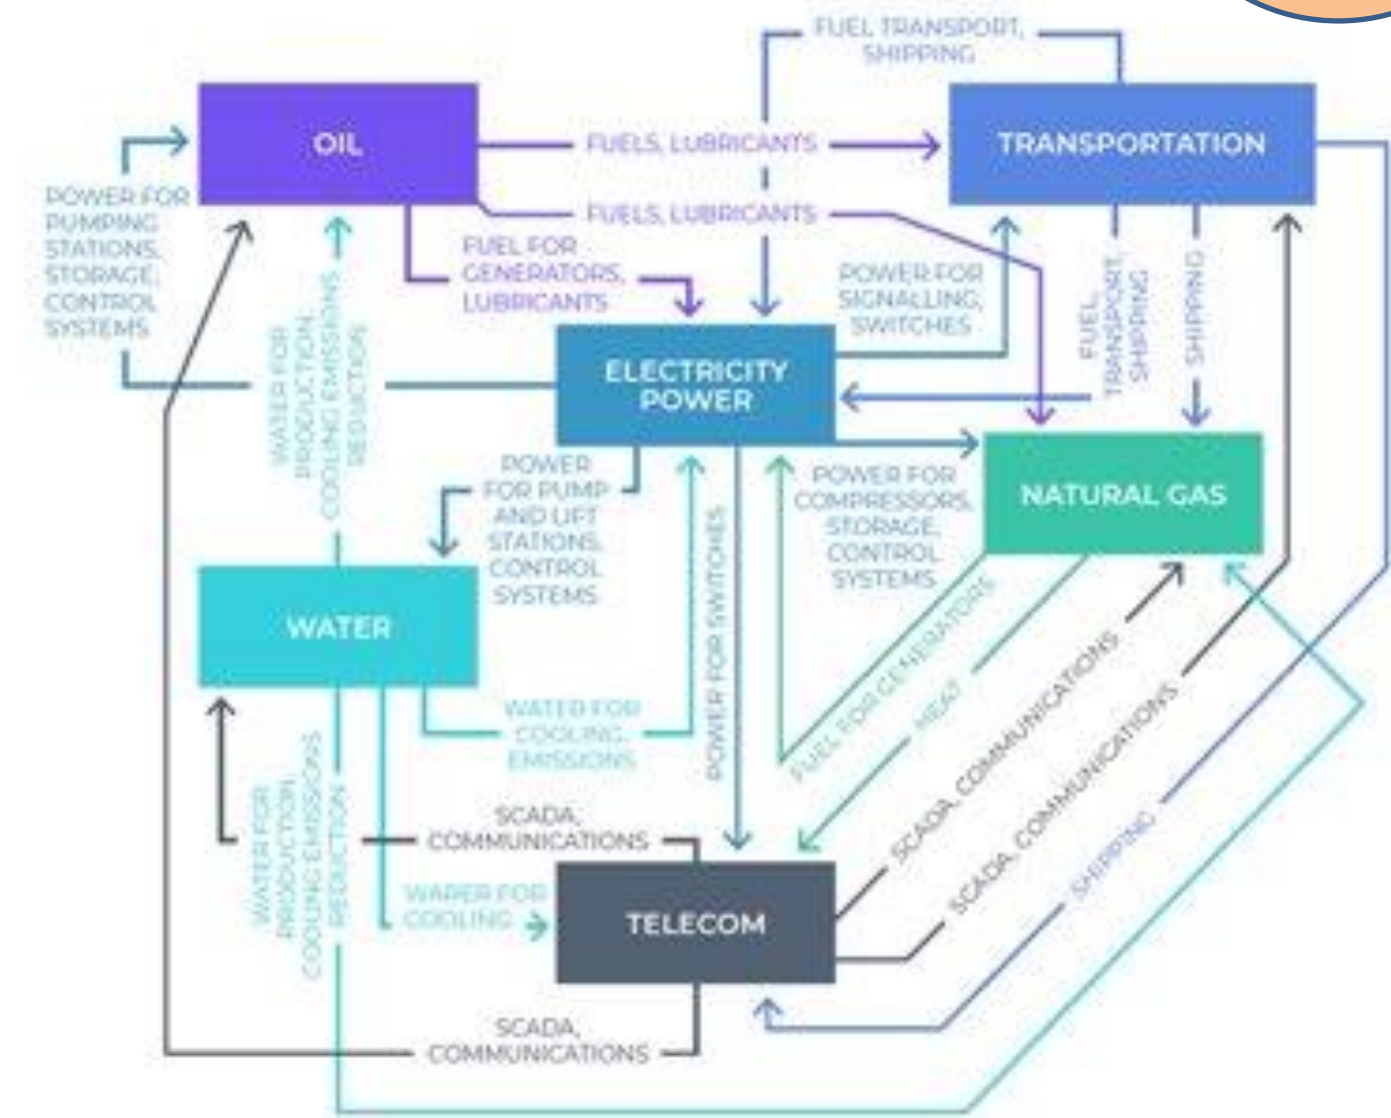 FUEL TRANSPORT,
SHIPPING
OIL
TRANSPORTATION
FUELS, LUBRICANTS
POWER FOR
PUMPING
STATIONS,
STORAGE,
CONTROL
SYSTEMS
FUELS, LUBRICANTS
FUEL FOR
GENERATORS,
LUBRICANTS
POWER FOR
SIGNALLING,
SWITCHES
FUEL,
TRANSPORT,
SHIPPING
SHIPPING
WATER FOR
PRODUCTION,
COOLING EMISSIONS
REDUCTION
ELECTRICITY
POWER
POWER
FOR PUMP
AND LIFT
STATIONS,
CONTROL
SYSTEMS
POWER FOR
COMPRESSORS,
STORAGE,
CONTROL
SYSTEMS
NATURAL GAS
WATER
POWER FOR SWITCHES
FUEL FOR GENERATORS
HEAT
SCADA, COMMUNICATIONS
SCADA, COMMUNICATIONS
SHIPPING
WATER FOR
COOLING,
EMISSIONS
WATER FOR
PRODUCTION,
COOLING EMISSIONS
REDUCTION
SCADA,
COMMUNICATIONS
WARER FOR
COOLING
TELECOM
SCADA,
COMMUNICATIONS